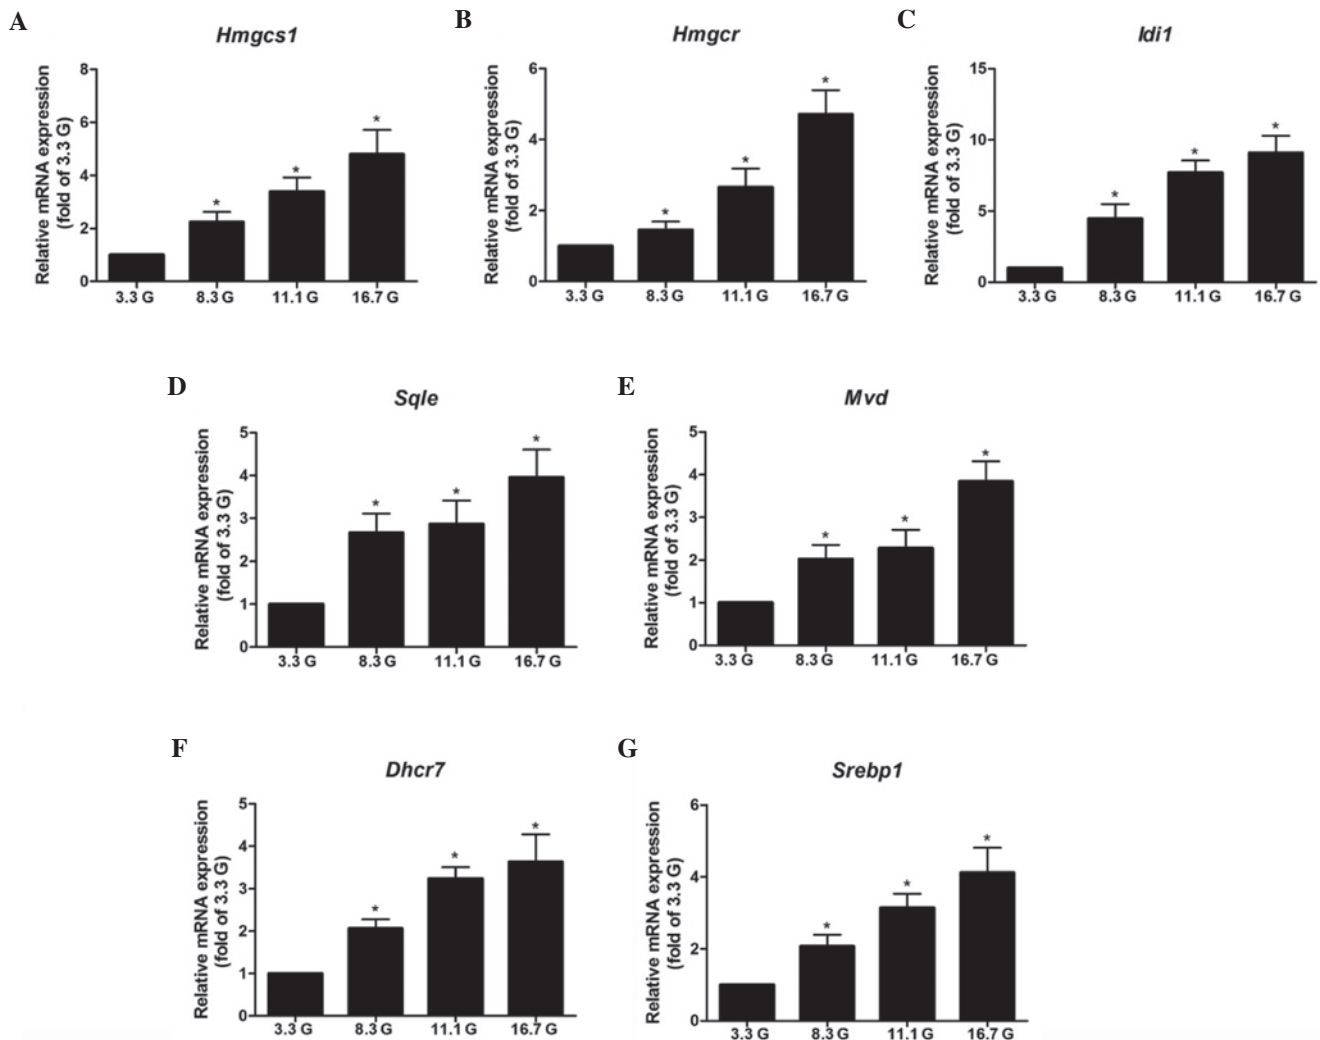 A
Hmgcs1
Relative mRNA expression
(fold of 3.3 G)
8
6
4
2
0
*
*
*
3.3 G 8.3 G 11.1 G 16.7 G
B
Hmgcr
Relative mRNA expression
(fold of 3.3 G)
6
4
2
0
*
*
*
3.3 G 8.3 G 11.1 G 16.7 G
C
Idi1
Relative mRNA expression
(fold of 3.3 G)
15
10
5
0
*
*
*
3.3 G 8.3 G 11.1 G 16.7 G
D
Sqle
Relative mRNA expression
(fold of 3.3 G)
5
4
3
2
1
0
*
*
*
3.3 G 8.3 G 11.1 G 16.7 G
E
Mvd
Relative mRNA expression
(fold of 3.3 G)
5
4
3
2
1
0
*
*
*
3.3 G 8.3 G 11.1 G 16.7 G
F
Dhcr7
Relative mRNA expression
(fold of 3.3 G)
5
4
3
2
1
0
*
*
*
3.3 G 8.3 G 11.1 G 16.7 G
G
Srebp1
Relative mRNA expression
(fold of 3.3 G)
6
4
2
0
*
*
*
3.3 G 8.3 G 11.1 G 16.7 G